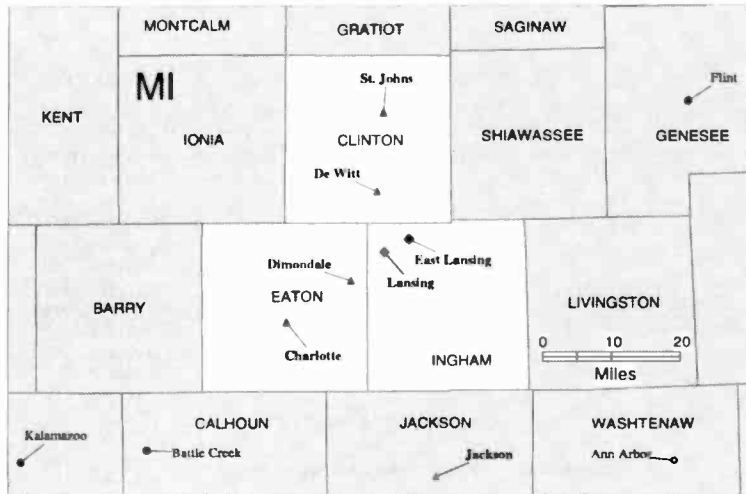 MONTCALM
GRATIOT
SAGINAW
MI
St. Johns
Flint
KENT
IONIA
CLINTON
SHIAWASSEE
GENESEE
De Witt
East Lansing
Dimondale
Lansing
EATON
BARRY
LIVINGSTON
Charlotte
INGHAM
0 10 20
Miles
CALHOUN
JACKSON
WASHTENAW
Kalamazoo
Battle Creek
Jackson
Ann Arbor